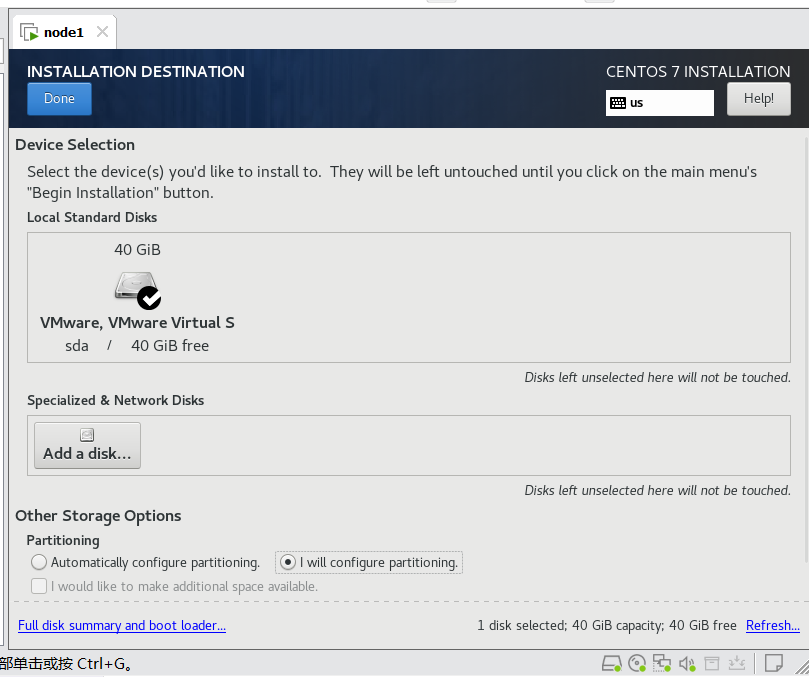 node1
INSTALLATION DESTINATION
CENTOS 7 INSTALLATION
Done
us
Help!
Device Selection
Select the device(s) you'd like to install to.  They will be left untouched until you click on the main menu's
"Begin Installation" button.
Local Standard Disks
40 GiB
VMware, VMware Virtual S
sda / 40 GiB free
Disks left unselected here will not be touched.
Specialized & Network Disks
Add a disk...
Disks left unselected here will not be touched.
Other Storage Options
Partitioning
Automatically configure partitioning. I will configure partitioning.
I would like to make additional space available.
Full disk summary and boot loader... 1 disk selected; 40 GiB capacity; 40 GiB free Refresh...
部单击或按 Ctrl+G。